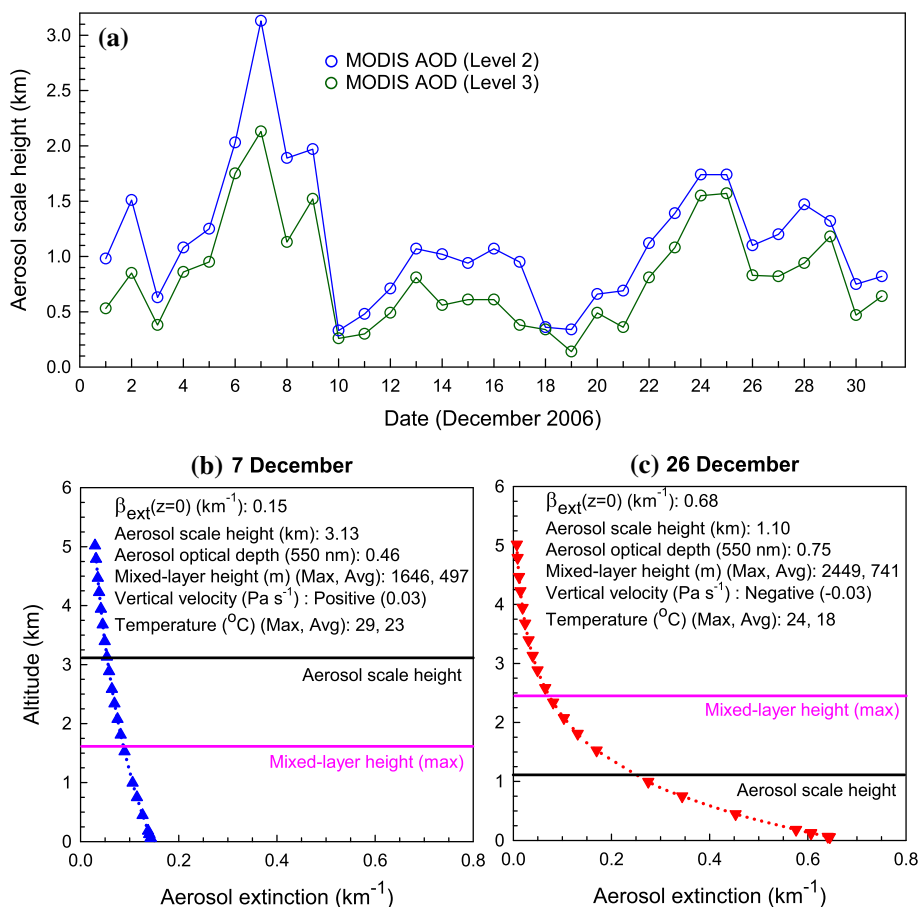 (a)
MODIS AOD (Level 2)
MODIS AOD (Level 3)
Aerosol scale height (km)
3.0
2.5
2.0
1.5
1.0
0.5
0.0
0 2 4 6 8 10 12 14 16 18 20 22 24 26 28 30
Date (December 2006)
(b) 7 December
βext(z=0) (km-1): 0.15
Aerosol scale height (km): 3.13
Aerosol optical depth (550 nm): 0.46
Mixed-layer height (m) (Max, Avg): 1646, 497
Vertical velocity (Pa s-1) : Positive (0.03)
Temperature (oC) (Max, Avg): 29, 23
Aerosol scale height
Mixed-layer height (max)
Altitude (km)
6
5
4
3
2
1
0
0.0 0.2 0.4 0.6 0.8
Aerosol extinction (km-1)
(c) 26 December
βext(z=0) (km-1): 0.68
Aerosol scale height (km): 1.10
Aerosol optical depth (550 nm): 0.75
Mixed-layer height (m) (Max, Avg): 2449, 741
Vertical velocity (Pa s-1) : Negative (-0.03)
Temperature (oC) (Max, Avg): 24, 18
Mixed-layer height (max)
Aerosol scale height
6
5
4
3
2
1
0
0.0 0.2 0.4 0.6 0.8
Aerosol extinction (km-1)